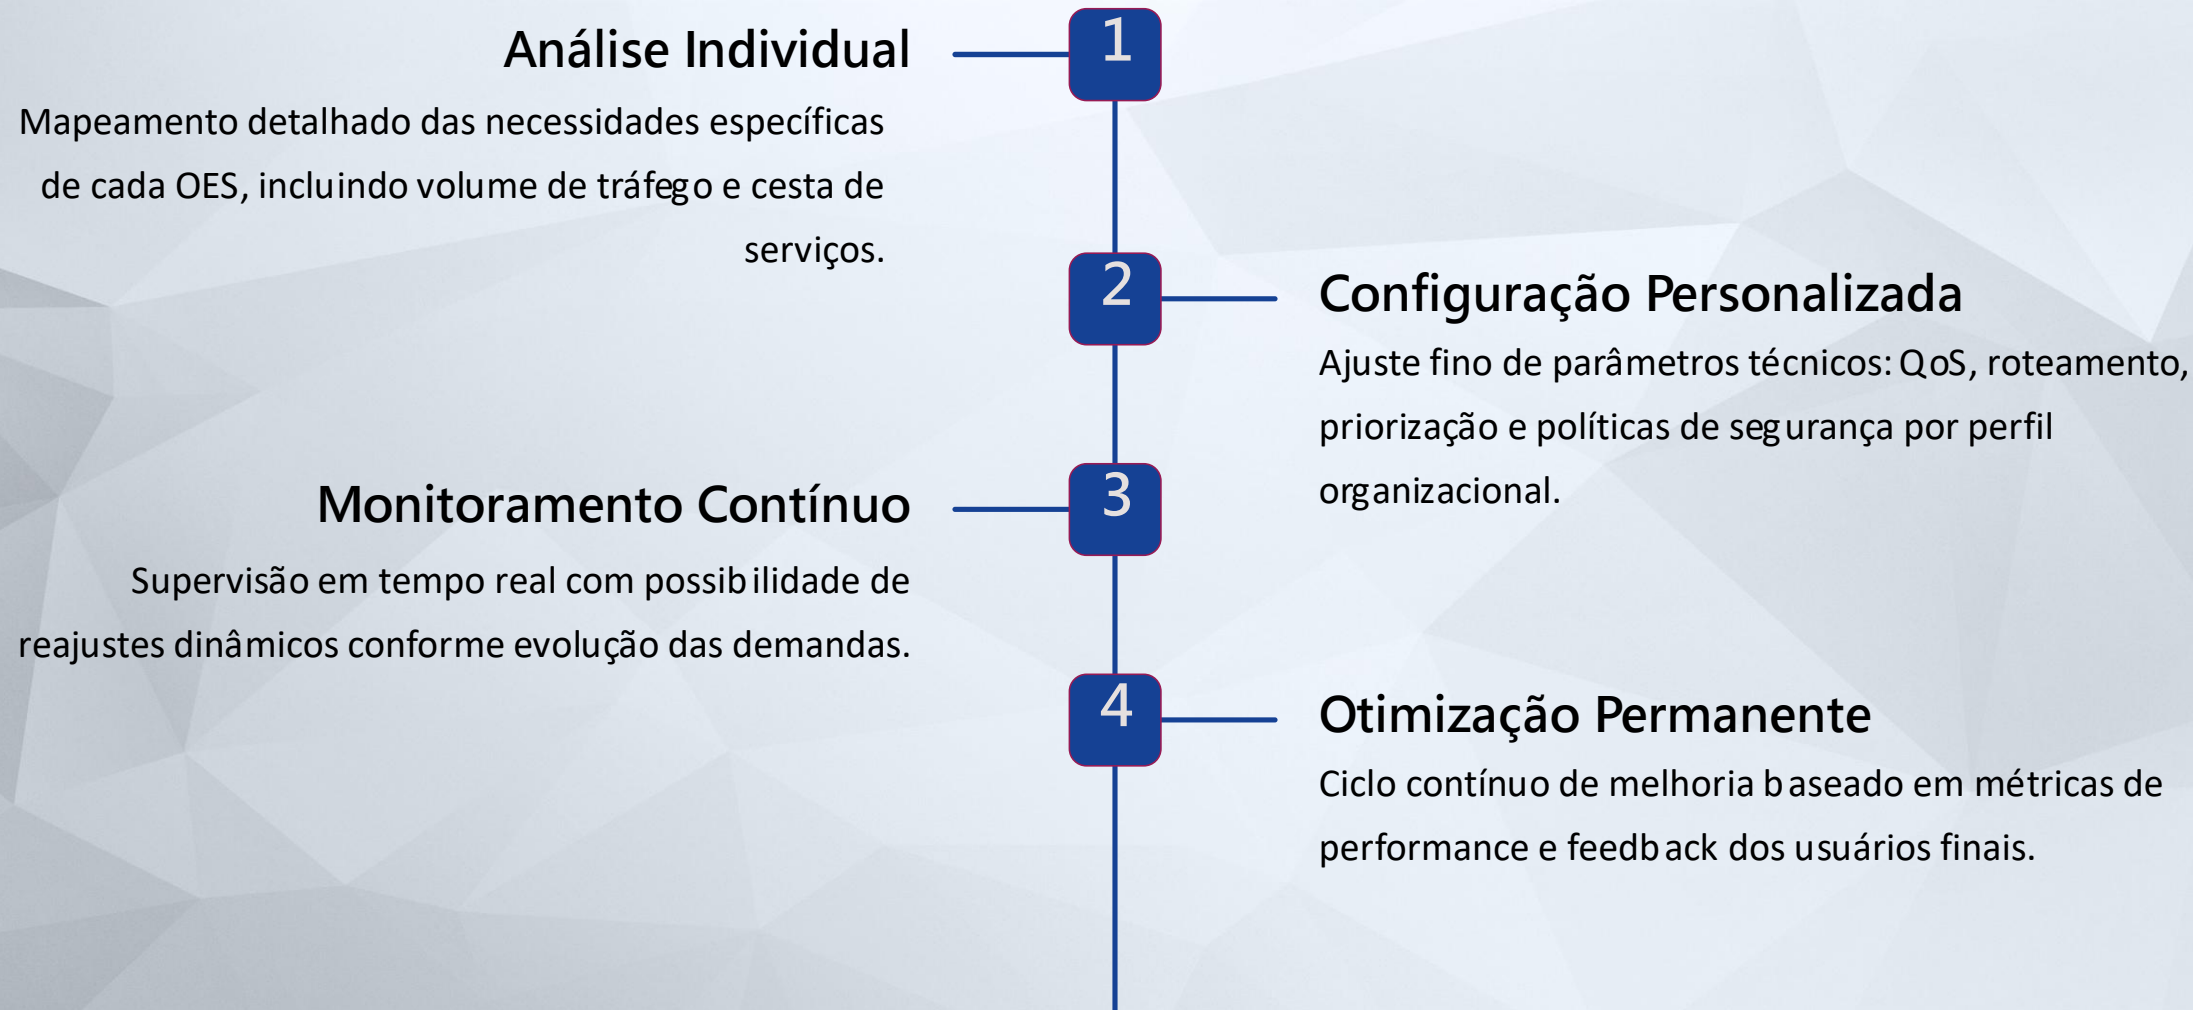 1
Análise Individual
Mapeamento detalhado das necessidades específicas
de cada OES, incluindo volume de tráfego e cesta de
serviços.
2
Configuração Personalizada
Ajuste fino de parâmetros técnicos: QoS, roteamento,
priorização e políticas de segurança por perfil
organizacional.
3
Monitoramento Contínuo
Supervisão em tempo real com possibilidade de
reajustes dinâmicos conforme evolução das demandas.
4
Otimização Permanente
Ciclo contínuo de melhoria baseado em métricas de
performance e feedback dos usuários finais.